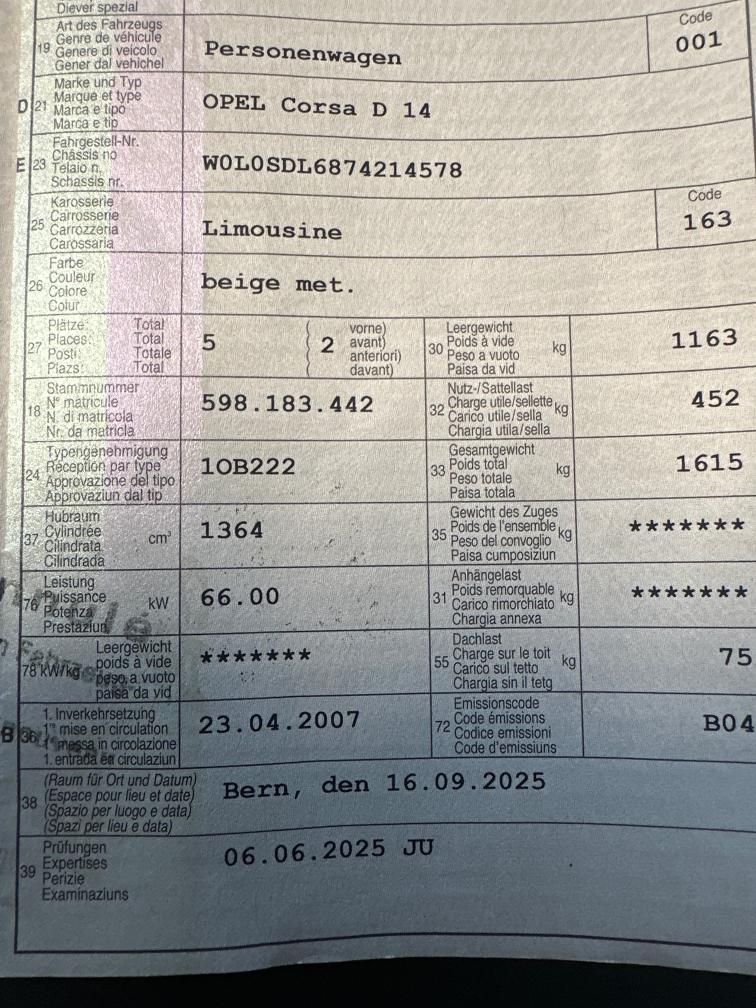 Diever spezial
19 Art des Fahrzeugs
Genre de véhicule
Genere di veicolo
Gener dal vehichel
Personenwagen
Code
001
D 21 Marke und Typ
Marque et type
Marca e tipo
Marca e tip
OPEL Corsa D 14
E 23 Fahrgestell-Nr.
Châssis no
Telaio n.
Schassis nr.
W0L0SDL6874214578
25 Karosserie
Carrosserie
Carrozzeria
Carossaria
Limousine
Code
163
26 Farbe
Couleur
Colore
Colur
beige met.
27 Plätze: Total
Places: Total
Posti: Totale
Plazs: Total
5
2
vorne)
avant)
anteriori)
davant)
30 Leergewicht
Poids à vide
Peso a vuoto
Paisa da vid
kg
1163
18 Stammnummer
N° matricule
N. di matricola
Nr. da matricla
598.183.442
32 Nutz-/Sattellast
Charge utile/sellette
Carico utile/sella
Chargia utila/sella
kg
452
24 Typengenehmigung
Réception par type
Approvazione del tipo
Approvaziun dal tip
1OB222
33 Gesamtgewicht
Poids total
Peso totale
Paisa totala
kg
1615
37 Hubraum
Cylindrée
Cilindrata
Cilindrada
cm³
1364
35 Gewicht des Zuges
Poids de l'ensemble
Peso del convoglio
Paisa cumposiziun
kg
*******
76 Leistung
Puissance
Potenza
Prestaziun
kW
66.00
31 Anhängelast
Poids remorquable
Carico rimorchiato
Chargia annexa
kg
*******
78 kW/kg
Leergewicht
poids à vide
peso a vuoto
paisa da vid
*******
55 Dachlast
Charge sur le toit
Carico sul tetto
Chargia sin il tetg
kg
75
B 36 1. Inverkehrsetzung
1re mise en circulation
1a messa in circolazione
1. entrada en circulaziun
23.04.2007
72 Emissionscode
Code émissions
Codice emissioni
Code d'emissiuns
B04
38 (Raum für Ort und Datum)
(Espace pour lieu et date)
(Spazio per luogo e data)
(Spazi per lieu e data)
Bern, den 16.09.2025
39 Prüfungen
Expertises
Perizie
Examinaziuns
06.06.2025 JU